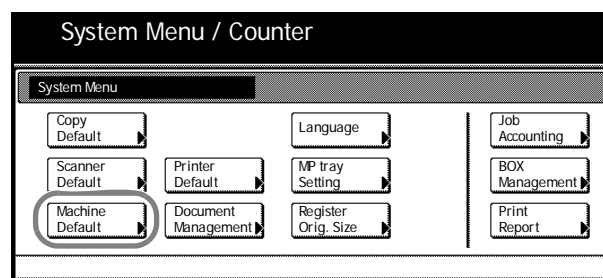 System Menu / Counter
System Menu
Copy
Default
Language
Job
Accounting
Scanner
Default
Printer
Default
MP tray
Setting
BOX
Management
Machine
Default
Document
Management
Register
Orig. Size
Print
Report